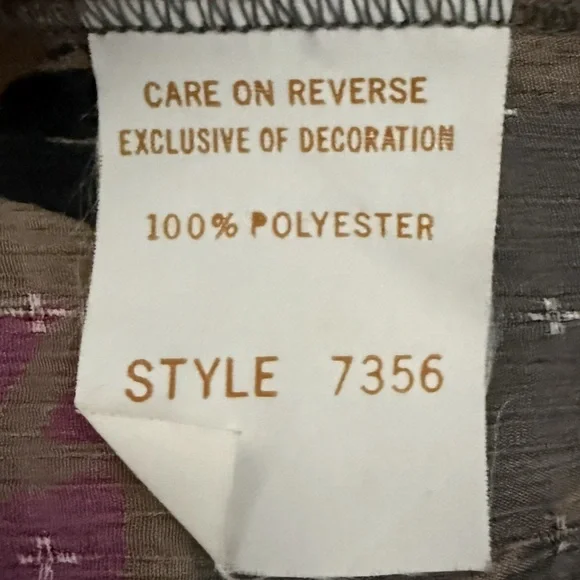 CARE ON REVERSE
EXCLUSIVE OF DECORATION
100% POLYESTER
STYLE 7356